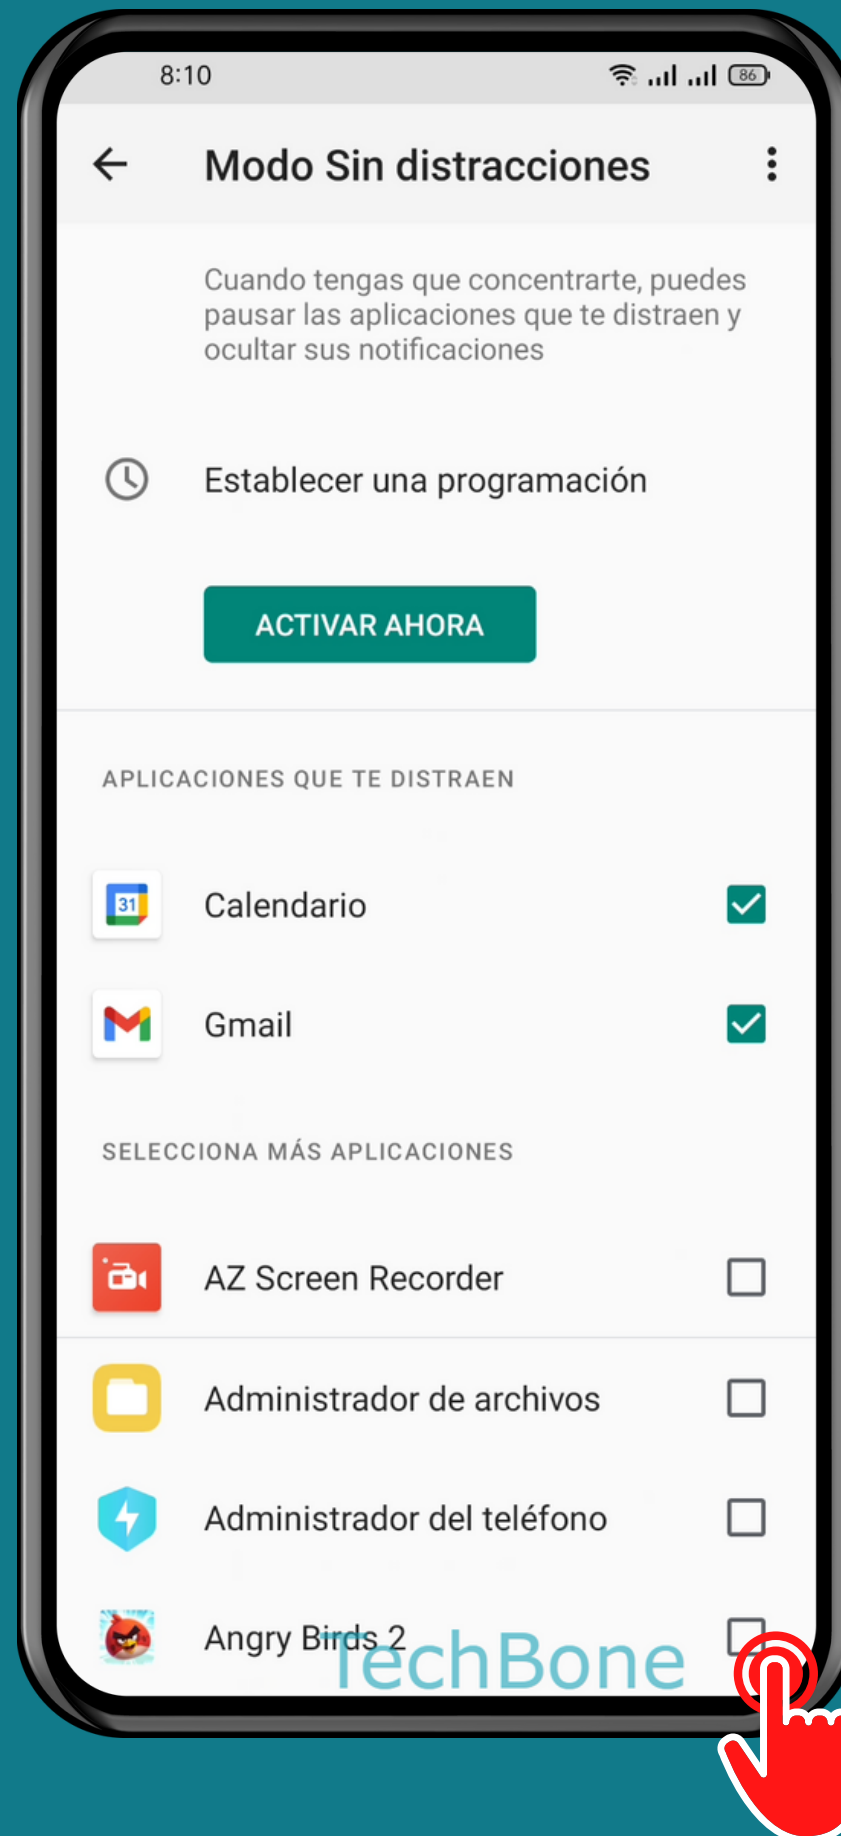 8:10
86
Modo Sin distracciones
Cuando tengas que concentrarte, puedes
pausar las aplicaciones que te distraen y
ocultar sus notificaciones
Establecer una programación
ACTIVAR AHORA
APLICACIONES QUE TE DISTRAEN
31
Calendario
Gmail
SELECCIONA MÁS APLICACIONES
AZ Screen Recorder
Administrador de archivos
Administrador del teléfono
Angry Birds 2
TechBone